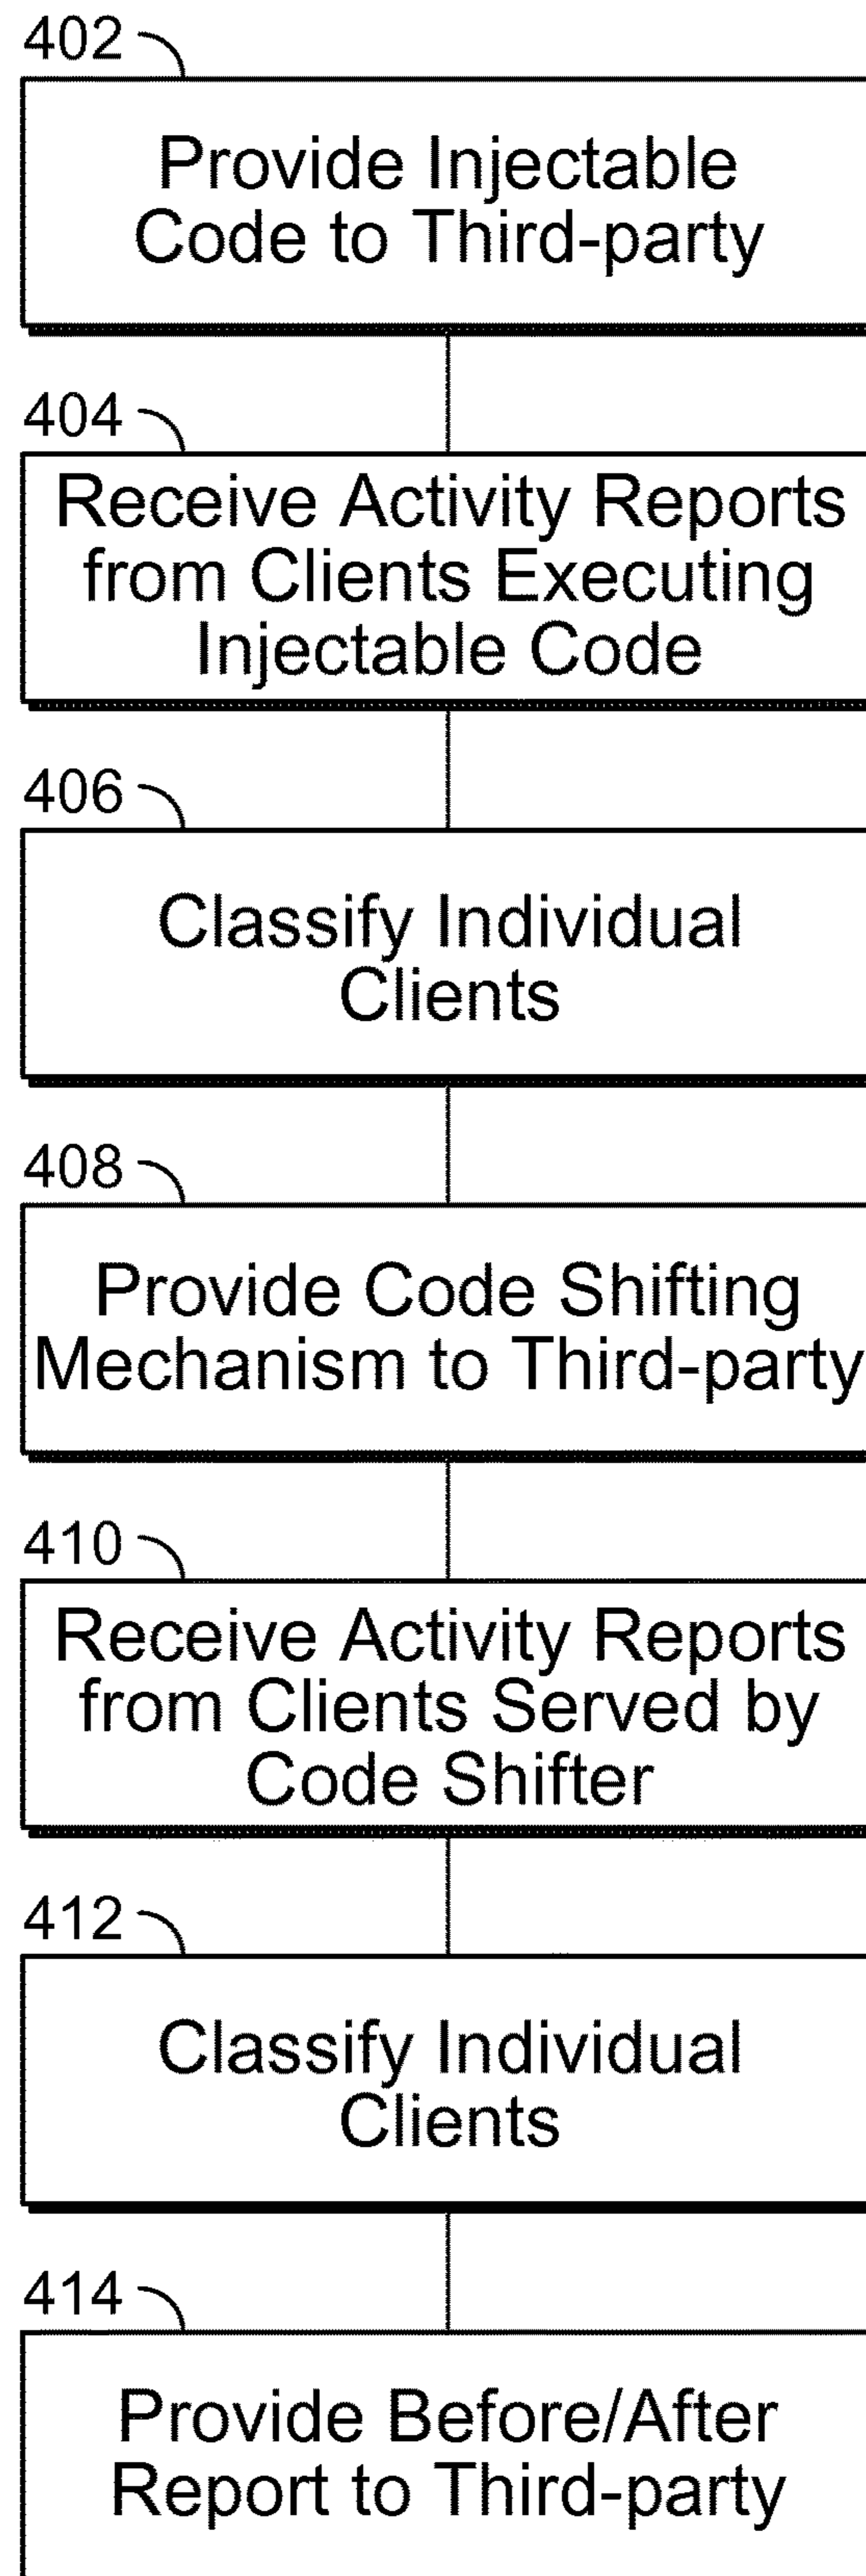 402
Provide Injectable
Code to Third-party
404
Receive Activity Reports
from Clients Executing
Injectable Code
406
Classify Individual
Clients
408
Provide Code Shifting
Mechanism to Third-party
410
Receive Activity Reports
from Clients Served by
Code Shifter
412
Classify Individual
Clients
414
Provide Before/After
Report to Third-party